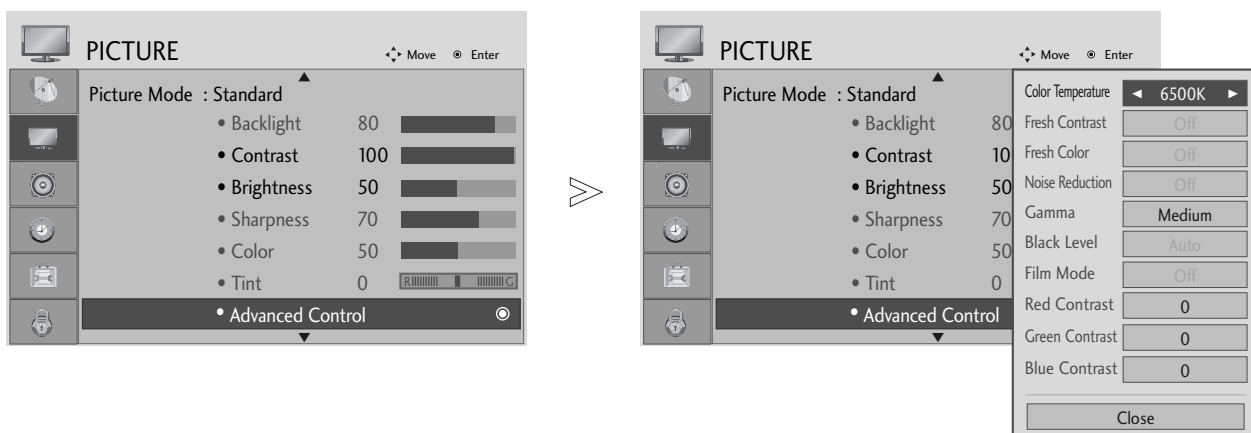 PICTURE
Move Enter
Picture Mode : Standard
• Backlight 80
• Contrast 100
• Brightness 50
• Sharpness 70
• Color 50
• Tint 0 R G
• Advanced Control
PICTURE
Move Enter
Picture Mode : Standard
• Backlight 80
• Contrast 10
• Brightness 50
• Sharpness 70
• Color 50
• Tint 0
• Advanced Control
Color Temperature ◄ 6500K ►
Fresh Contrast Off
Fresh Color Off
Noise Reduction Off
Gamma Medium
Black Level Auto
Film Mode Off
Red Contrast 0
Green Contrast 0
Blue Contrast 0
Close